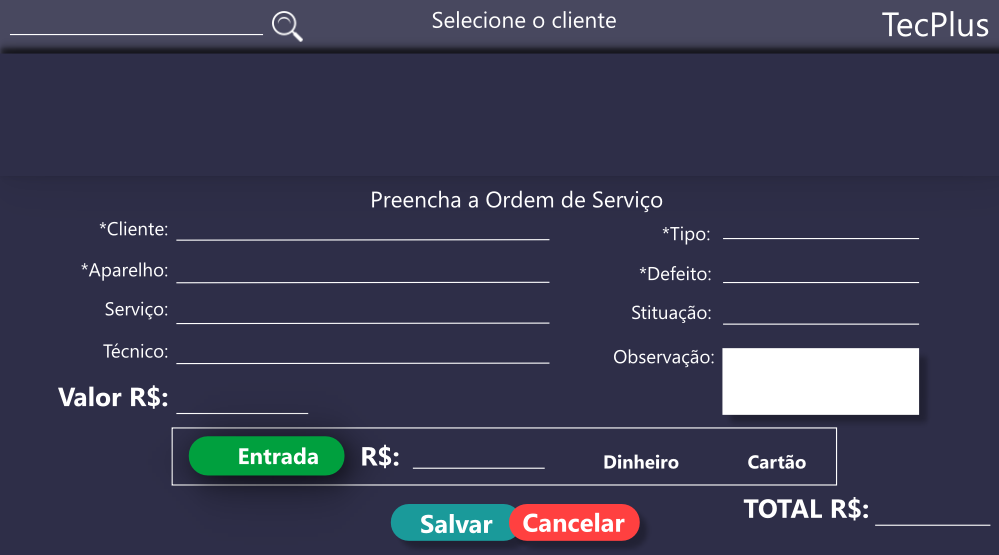 Selecione o cliente
TecPlus
Preencha a Ordem de Serviço
*Cliente:
*Tipo:
*Aparelho:
*Defeito:
Serviço:
Stituação:
Técnico:
Observação:
Valor R$:
Entrada R$: Dinheiro Cartão
TOTAL R$:
Salvar Cancelar